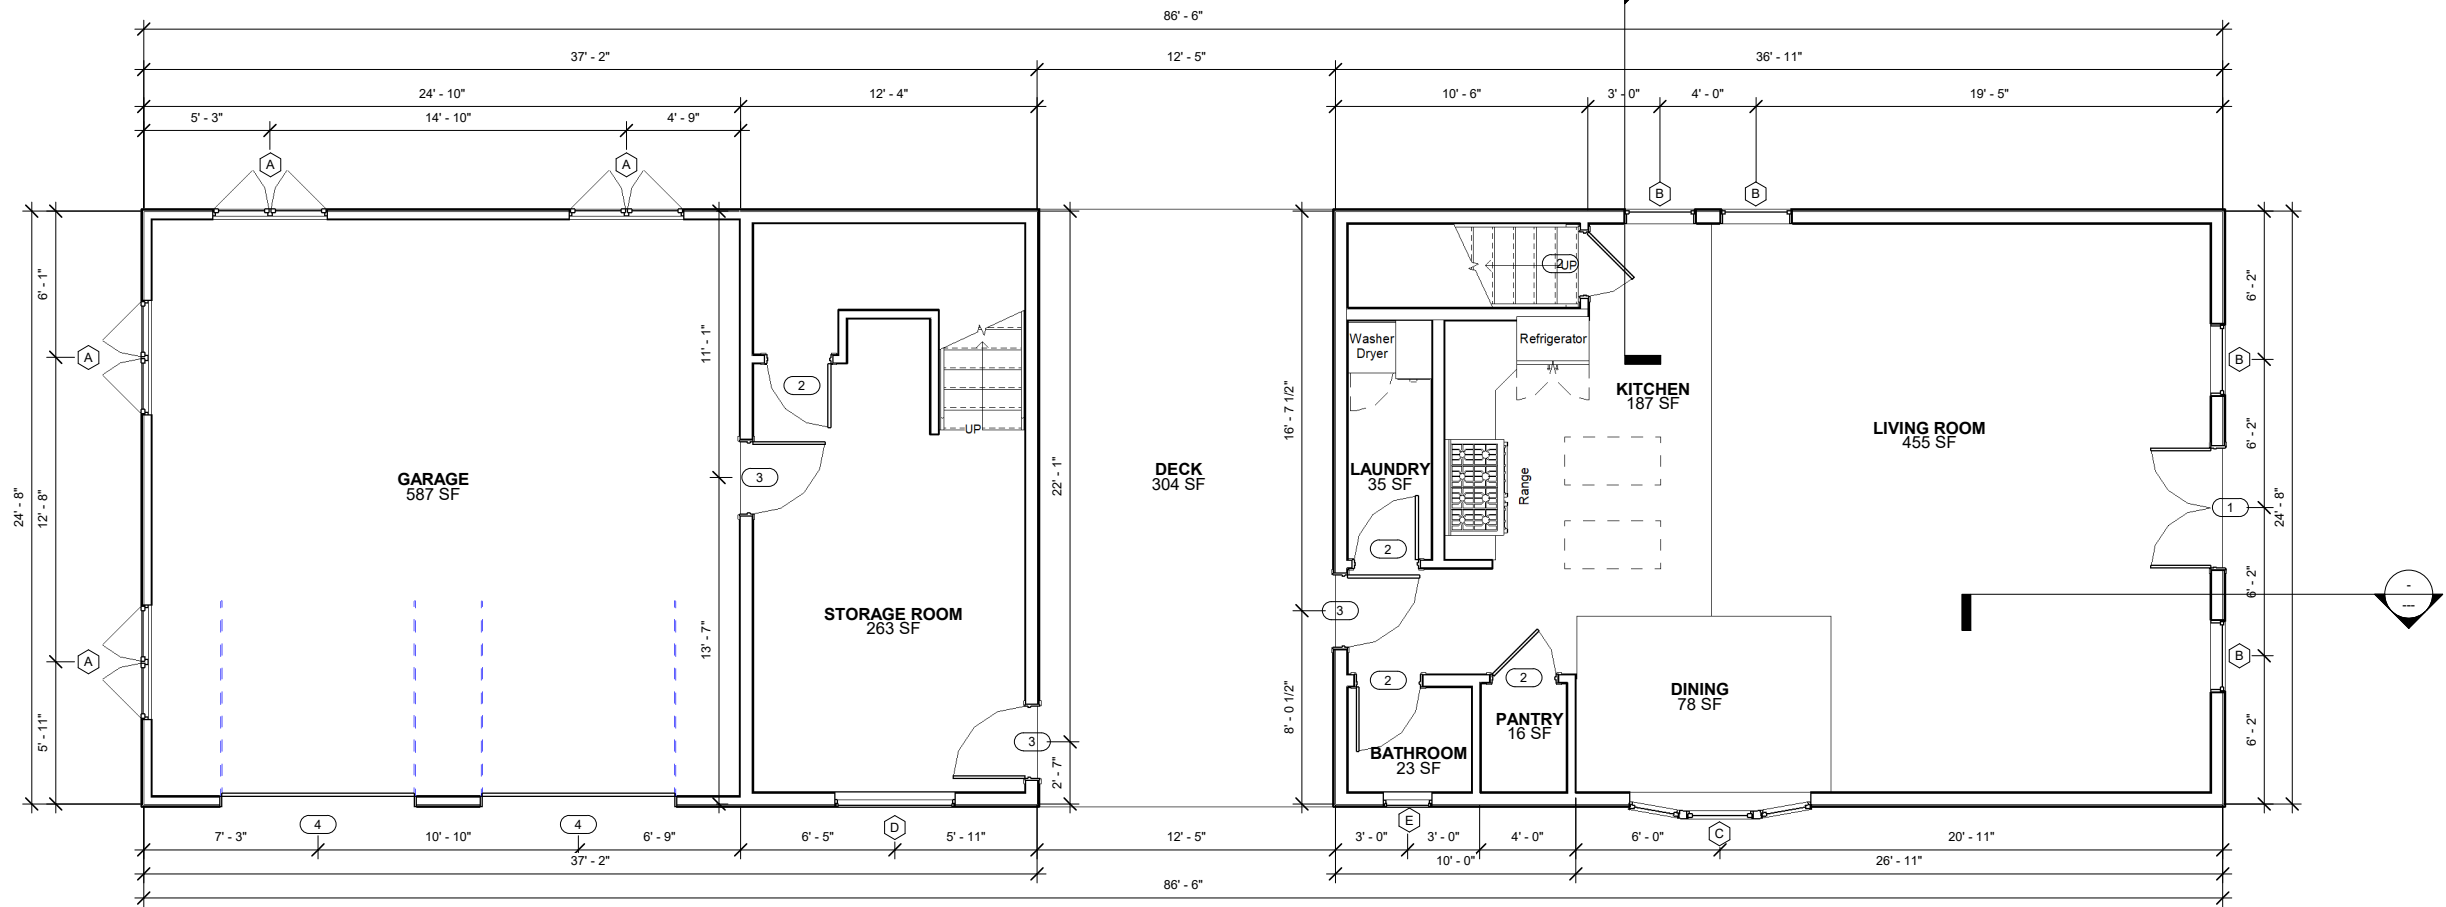 86' - 6"
37' - 2"
12' - 5"
36' - 11"
24' - 10"
12' - 4"
10' - 6"
3' - 0"
4' - 0"
19' - 5"
5' - 3"
14' - 10"
4' - 9"
A
A
B
B
6' - 1"
12' - 8"
5' - 11"
24' - 8"
A
A
11' - 1"
13' - 7"
GARAGE
587 SF
2
3
UP
STORAGE ROOM
263 SF
3
22' - 1"
2' - 7"
DECK
304 SF
16' - 7 1/2"
8' - 0 1/2"
2
UP
Washer
Dryer
Refrigerator
KITCHEN
187 SF
LIVING ROOM
455 SF
LAUNDRY
35 SF
Range
2
3
2
2
DINING
78 SF
PANTRY
16 SF
BATHROOM
23 SF
B
1
B
6' - 2"
6' - 2"
6' - 2"
6' - 2"
24' - 8"
-
---
4
4
D
E
C
7' - 3"
10' - 10"
6' - 9"
6' - 5"
5' - 11"
12' - 5"
3' - 0"
3' - 0"
4' - 0"
6' - 0"
20' - 11"
37' - 2"
10' - 0"
26' - 11"
86' - 6"